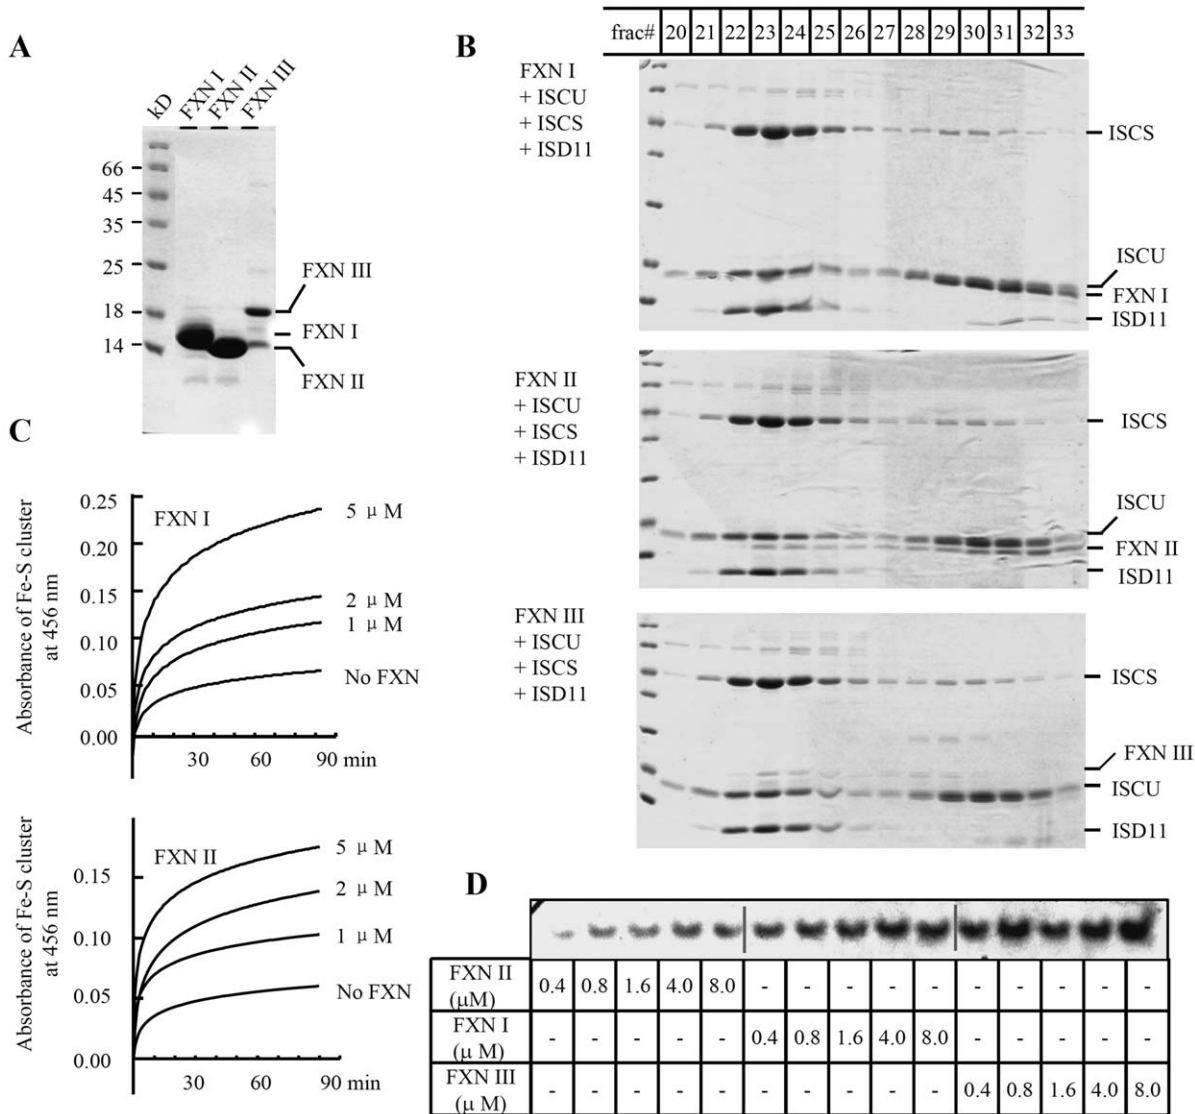 A
kD
FXN I
FXN II
FXN III
66
45
35
25
18
14
FXN III
FXN I
FXN II
B
frac# 20 21 22 23 24 25 26 27 28 29 30 31 32 33
FXN I
+ ISCU
+ ISCS
+ ISD11
ISCS
ISCU
FXN I
ISD11
FXN II
+ ISCU
+ ISCS
+ ISD11
ISCS
ISCU
FXN II
ISD11
FXN III
+ ISCU
+ ISCS
+ ISD11
ISCS
FXN III
ISCU
ISD11
C
Absorbance of Fe-S cluster
at 456 nm
0.25
0.20
0.15
0.10
0.05
0.00
FXN I
5 μ M
2 μ M
1 μ M
No FXN
30 60 90 min
Absorbance of Fe-S cluster
at 456 nm
0.15
0.10
0.05
0.00
FXN II
5 μ M
2 μ M
1 μ M
No FXN
30 60 90 min
D
FXN II
(μM)
0.4 0.8 1.6 4.0 8.0 - - - - - - - - - -
FXN I
(μ M)
- - - - - 0.4 0.8 1.6 4.0 8.0 - - - - -
FXN III
(μ M)
- - - - - - - - - - 0.4 0.8 1.6 4.0 8.0